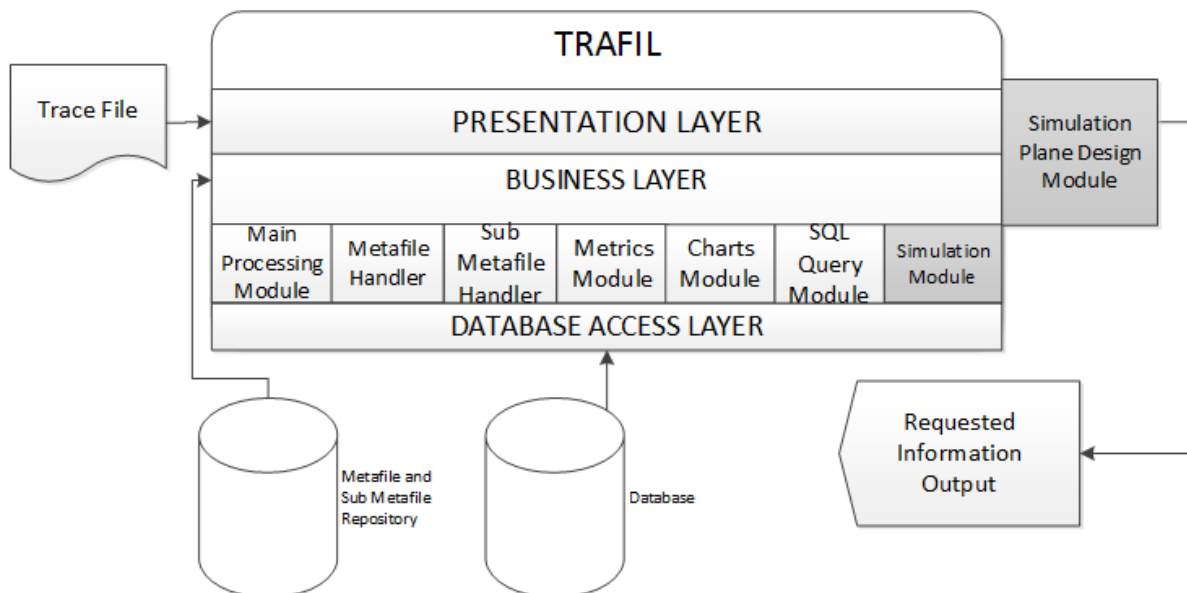 TRAFIL
Trace File
PRESENTATION LAYER
Simulation
Plane Design
Module
BUSINESS LAYER
Main
Processing
Module
Metafile
Handler
Sub
Metafile
Handler
Metrics
Module
Charts
Module
SQL
Query
Module
Simulation
Module
DATABASE ACCESS LAYER
Metafile and
Sub Metafile
Repository
Database
Requested
Information
Output